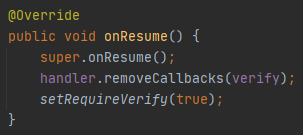 @Override
public void onResume() {
    super.onResume();
    handler.removeCallbacks(verify);
    setRequireVerify(true);
}